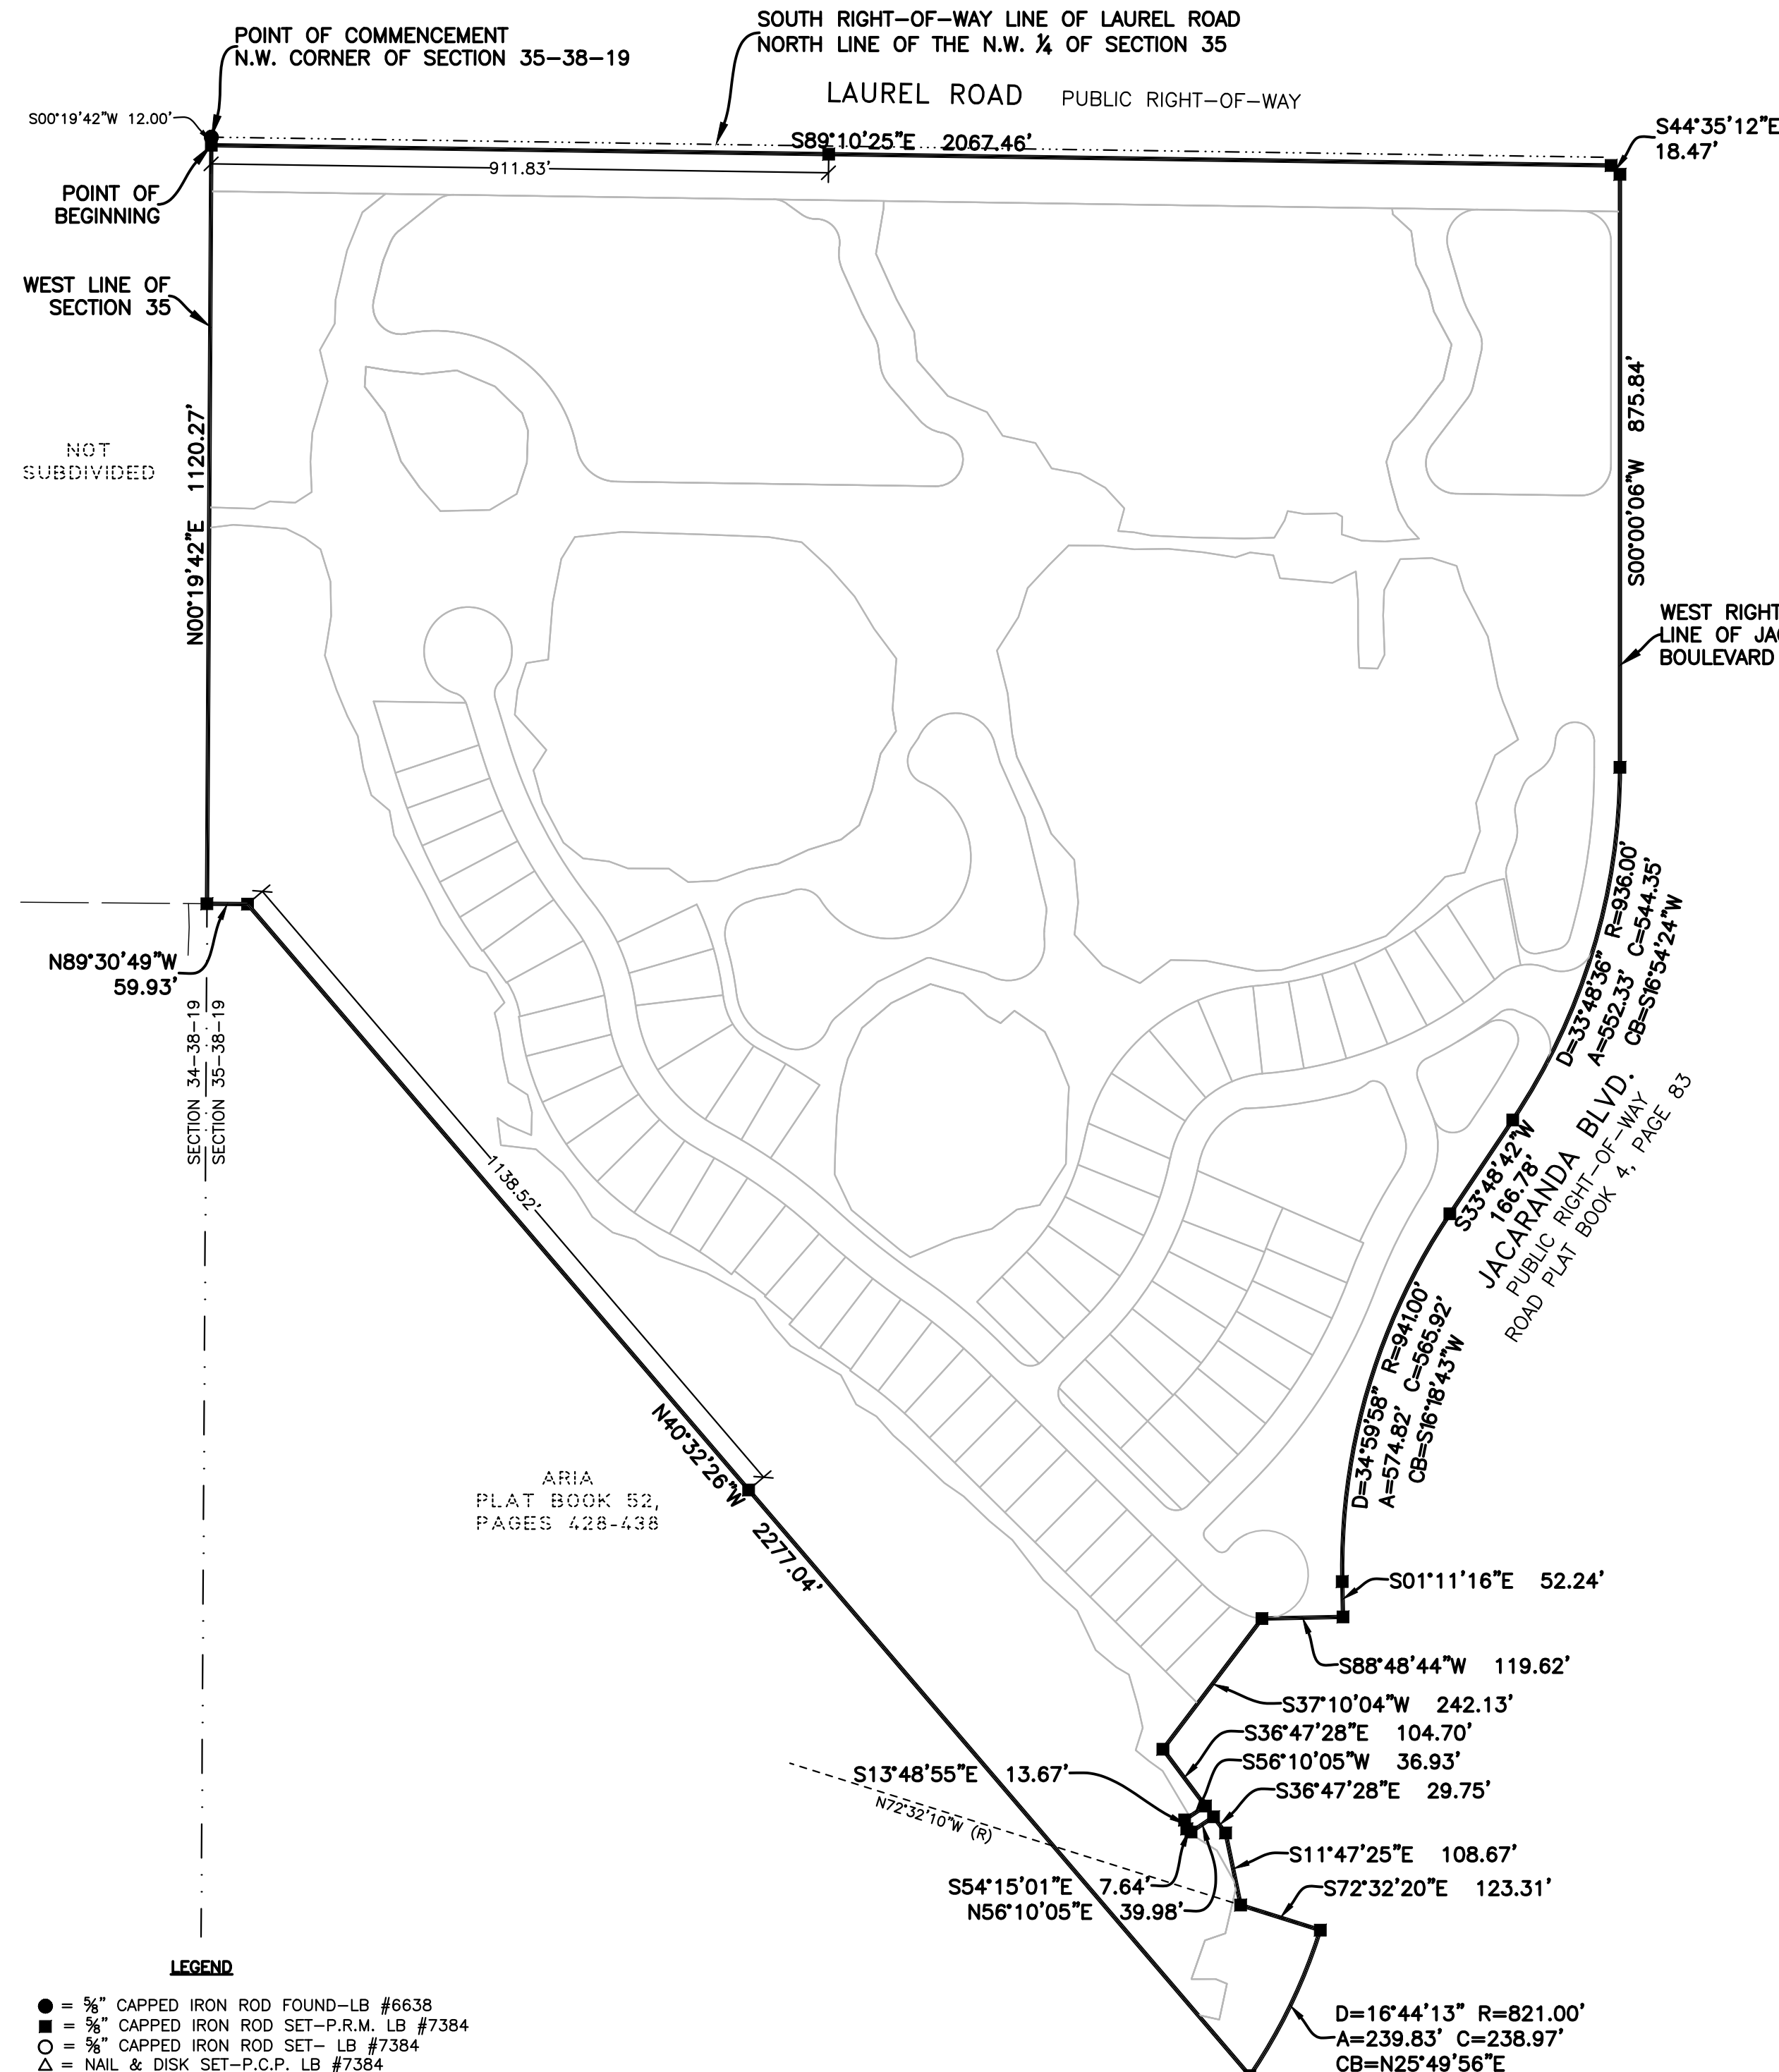 POINT OF COMMENCEMENT
N.W. CORNER OF SECTION 35-38-19
SOUTH RIGHT-OF-WAY LINE OF LAUREL ROAD
NORTH LINE OF THE N.W. ¼ OF SECTION 35
LAUREL ROAD PUBLIC RIGHT-OF-WAY
S00°19'42"W 12.00'
S89°10'25"E 2067.46'
911.83'
S44°35'12"E
18.47'
POINT OF
BEGINNING
WEST LINE OF
SECTION 35
N00°19'42"E 1120.27'
NOT
SUBDIVIDED
S00°00'06"W 875.84'
WEST RIGHT
LINE OF JA
BOULEVARD
N89°30'49"W
59.93'
SECTION 34-38-19
SECTION 35-38-19
D=33°48'36" R=936.00'
A=552.33' C=544.35'
CB=S16°54'24"W
S33°48'42"W
166.78'
JACARANDA BLVD.
PUBLIC RIGHT-OF-WAY
ROAD PLAT BOOK 4, PAGE 83
1138.52'
N40°32'26"W 2277.04'
ARIA
PLAT BOOK 52,
PAGES 428-438
D=34°59'58" R=941.00'
A=574.82' C=565.92'
CB=S16°18'43"W
S01°11'16"E 52.24'
S88°48'44"W 119.62'
S37°10'04"W 242.13'
S36°47'28"E 104.70'
S56°10'05"W 36.93'
S13°48'55"E 13.67'
S36°47'28"E 29.75'
N72°32'10"W (R)
S11°47'25"E 108.67'
S54°15'01"E 7.64'
S72°32'20"E 123.31'
N56°10'05"E 39.98'
LEGEND
● = ⅝" CAPPED IRON ROD FOUND-LB #6638
■ = ⅝" CAPPED IRON ROD SET-P.R.M. LB #7384
○ = ⅝" CAPPED IRON ROD SET- LB #7384
△ = NAIL & DISK SET-P.C.P. LB #7384
D=16°44'13" R=821.00'
A=239.83' C=238.97'
CB=N25°49'56"E